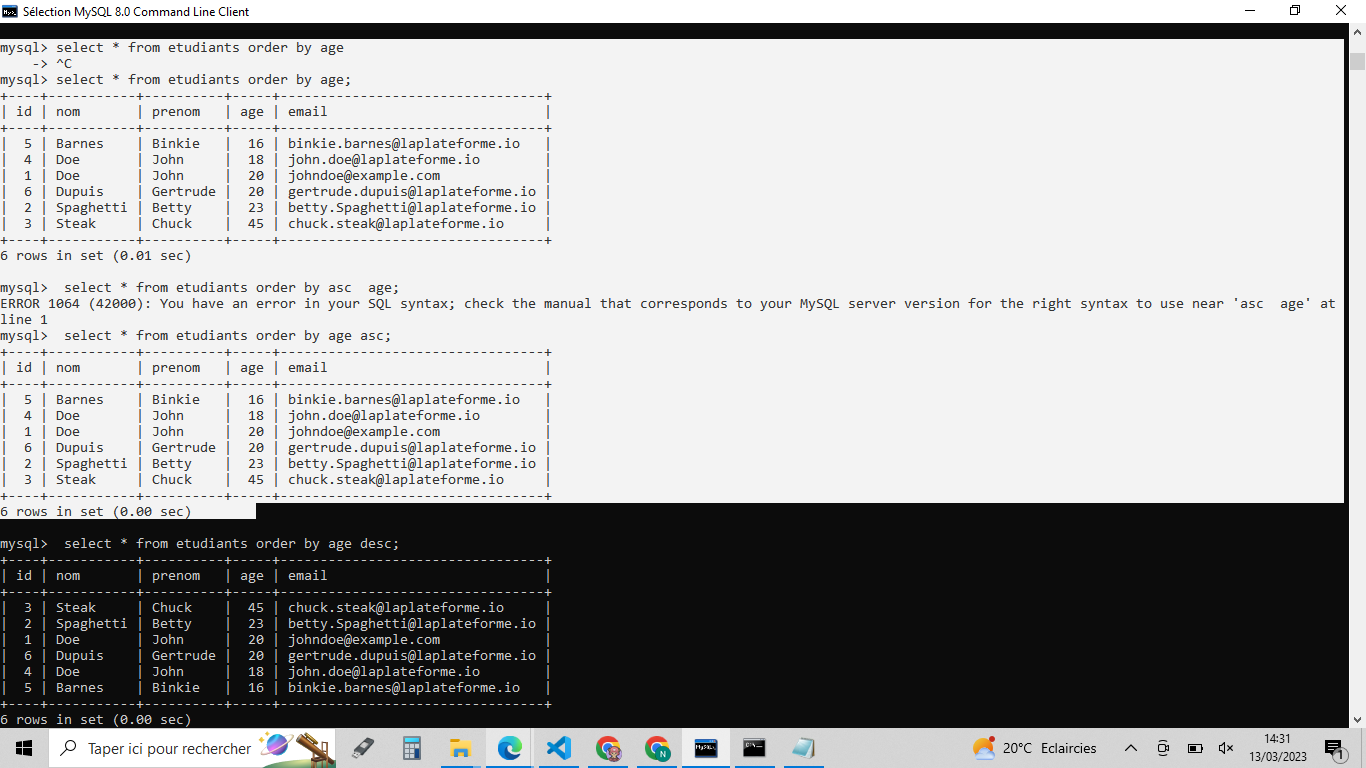 Sélection MySQL 8.0 Command Line Client
mysql> select * from etudiants order by age
    -> ^C
mysql> select * from etudiants order by age;
+----+-----------+----------+-----+-------------------------------+
| id | nom       | prenom   | age | email                         |
+----+-----------+----------+-----+-------------------------------+
|  5 | Barnes    | Binkie   |  16 | binkie.barnes@laplateforme.io |
|  4 | Doe       | John     |  18 | john.doe@laplateforme.io      |
|  1 | Doe       | John     |  20 | johndoe@example.com           |
|  6 | Dupuis    | Gertrude |  20 | gertrude.dupuis@laplateforme.io |
|  2 | Spaghetti | Betty    |  23 | betty.Spaghetti@laplateforme.io |
|  3 | Steak     | Chuck    |  45 | chuck.steak@laplateforme.io   |
+----+-----------+----------+-----+-------------------------------+
6 rows in set (0.01 sec)
mysql>  select * from etudiants order by asc  age;
ERROR 1064 (42000): You have an error in your SQL syntax; check the manual that corresponds to your MySQL server version for the right syntax to use near 'asc  age' at
line 1
mysql>  select * from etudiants order by age asc;
+----+-----------+----------+-----+-------------------------------+
| id | nom       | prenom   | age | email                         |
+----+-----------+----------+-----+-------------------------------+
|  5 | Barnes    | Binkie   |  16 | binkie.barnes@laplateforme.io |
|  4 | Doe       | John     |  18 | john.doe@laplateforme.io      |
|  1 | Doe       | John     |  20 | johndoe@example.com           |
|  6 | Dupuis    | Gertrude |  20 | gertrude.dupuis@laplateforme.io |
|  2 | Spaghetti | Betty    |  23 | betty.Spaghetti@laplateforme.io |
|  3 | Steak     | Chuck    |  45 | chuck.steak@laplateforme.io   |
+----+-----------+----------+-----+-------------------------------+
6 rows in set (0.00 sec)
mysql>  select * from etudiants order by age desc;
+----+-----------+----------+-----+-------------------------------+
| id | nom       | prenom   | age | email                         |
+----+-----------+----------+-----+-------------------------------+
|  3 | Steak     | Chuck    |  45 | chuck.steak@laplateforme.io   |
|  2 | Spaghetti | Betty    |  23 | betty.Spaghetti@laplateforme.io |
|  1 | Doe       | John     |  20 | johndoe@example.com           |
|  6 | Dupuis    | Gertrude |  20 | gertrude.dupuis@laplateforme.io |
|  4 | Doe       | John     |  18 | john.doe@laplateforme.io      |
|  5 | Barnes    | Binkie   |  16 | binkie.barnes@laplateforme.io |
+----+-----------+----------+-----+-------------------------------+
6 rows in set (0.00 sec)
Taper ici pour rechercher
N
MySQL
20°C Eclaircies
14:31
13/03/2023
1